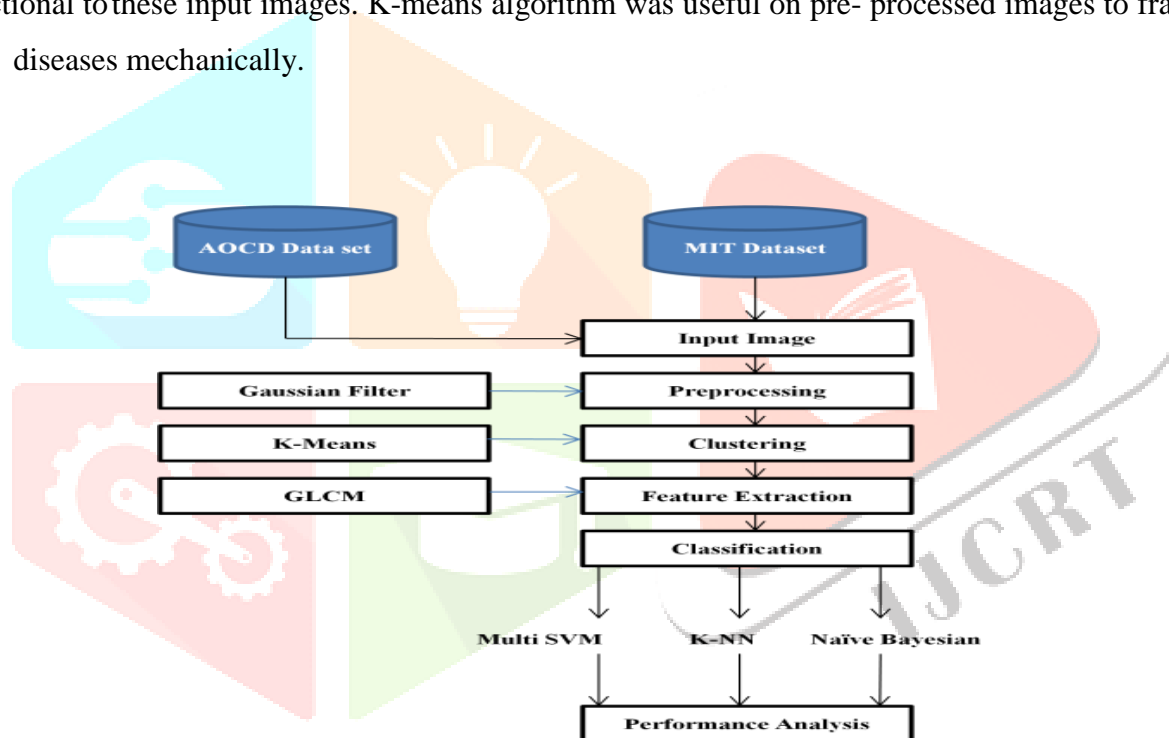 ctional to these input images. K-means algorithm was useful on pre- processed images to fra
diseases mechanically.
AOCD Data set
MIT Dataset
Input Image
Gaussian Filter
Preprocessing
K-Means
Clustering
GLCM
Feature Extraction
Classification
Multi SVM
K-NN
Naïve Bayesian
Performance Analysis
IJCRT